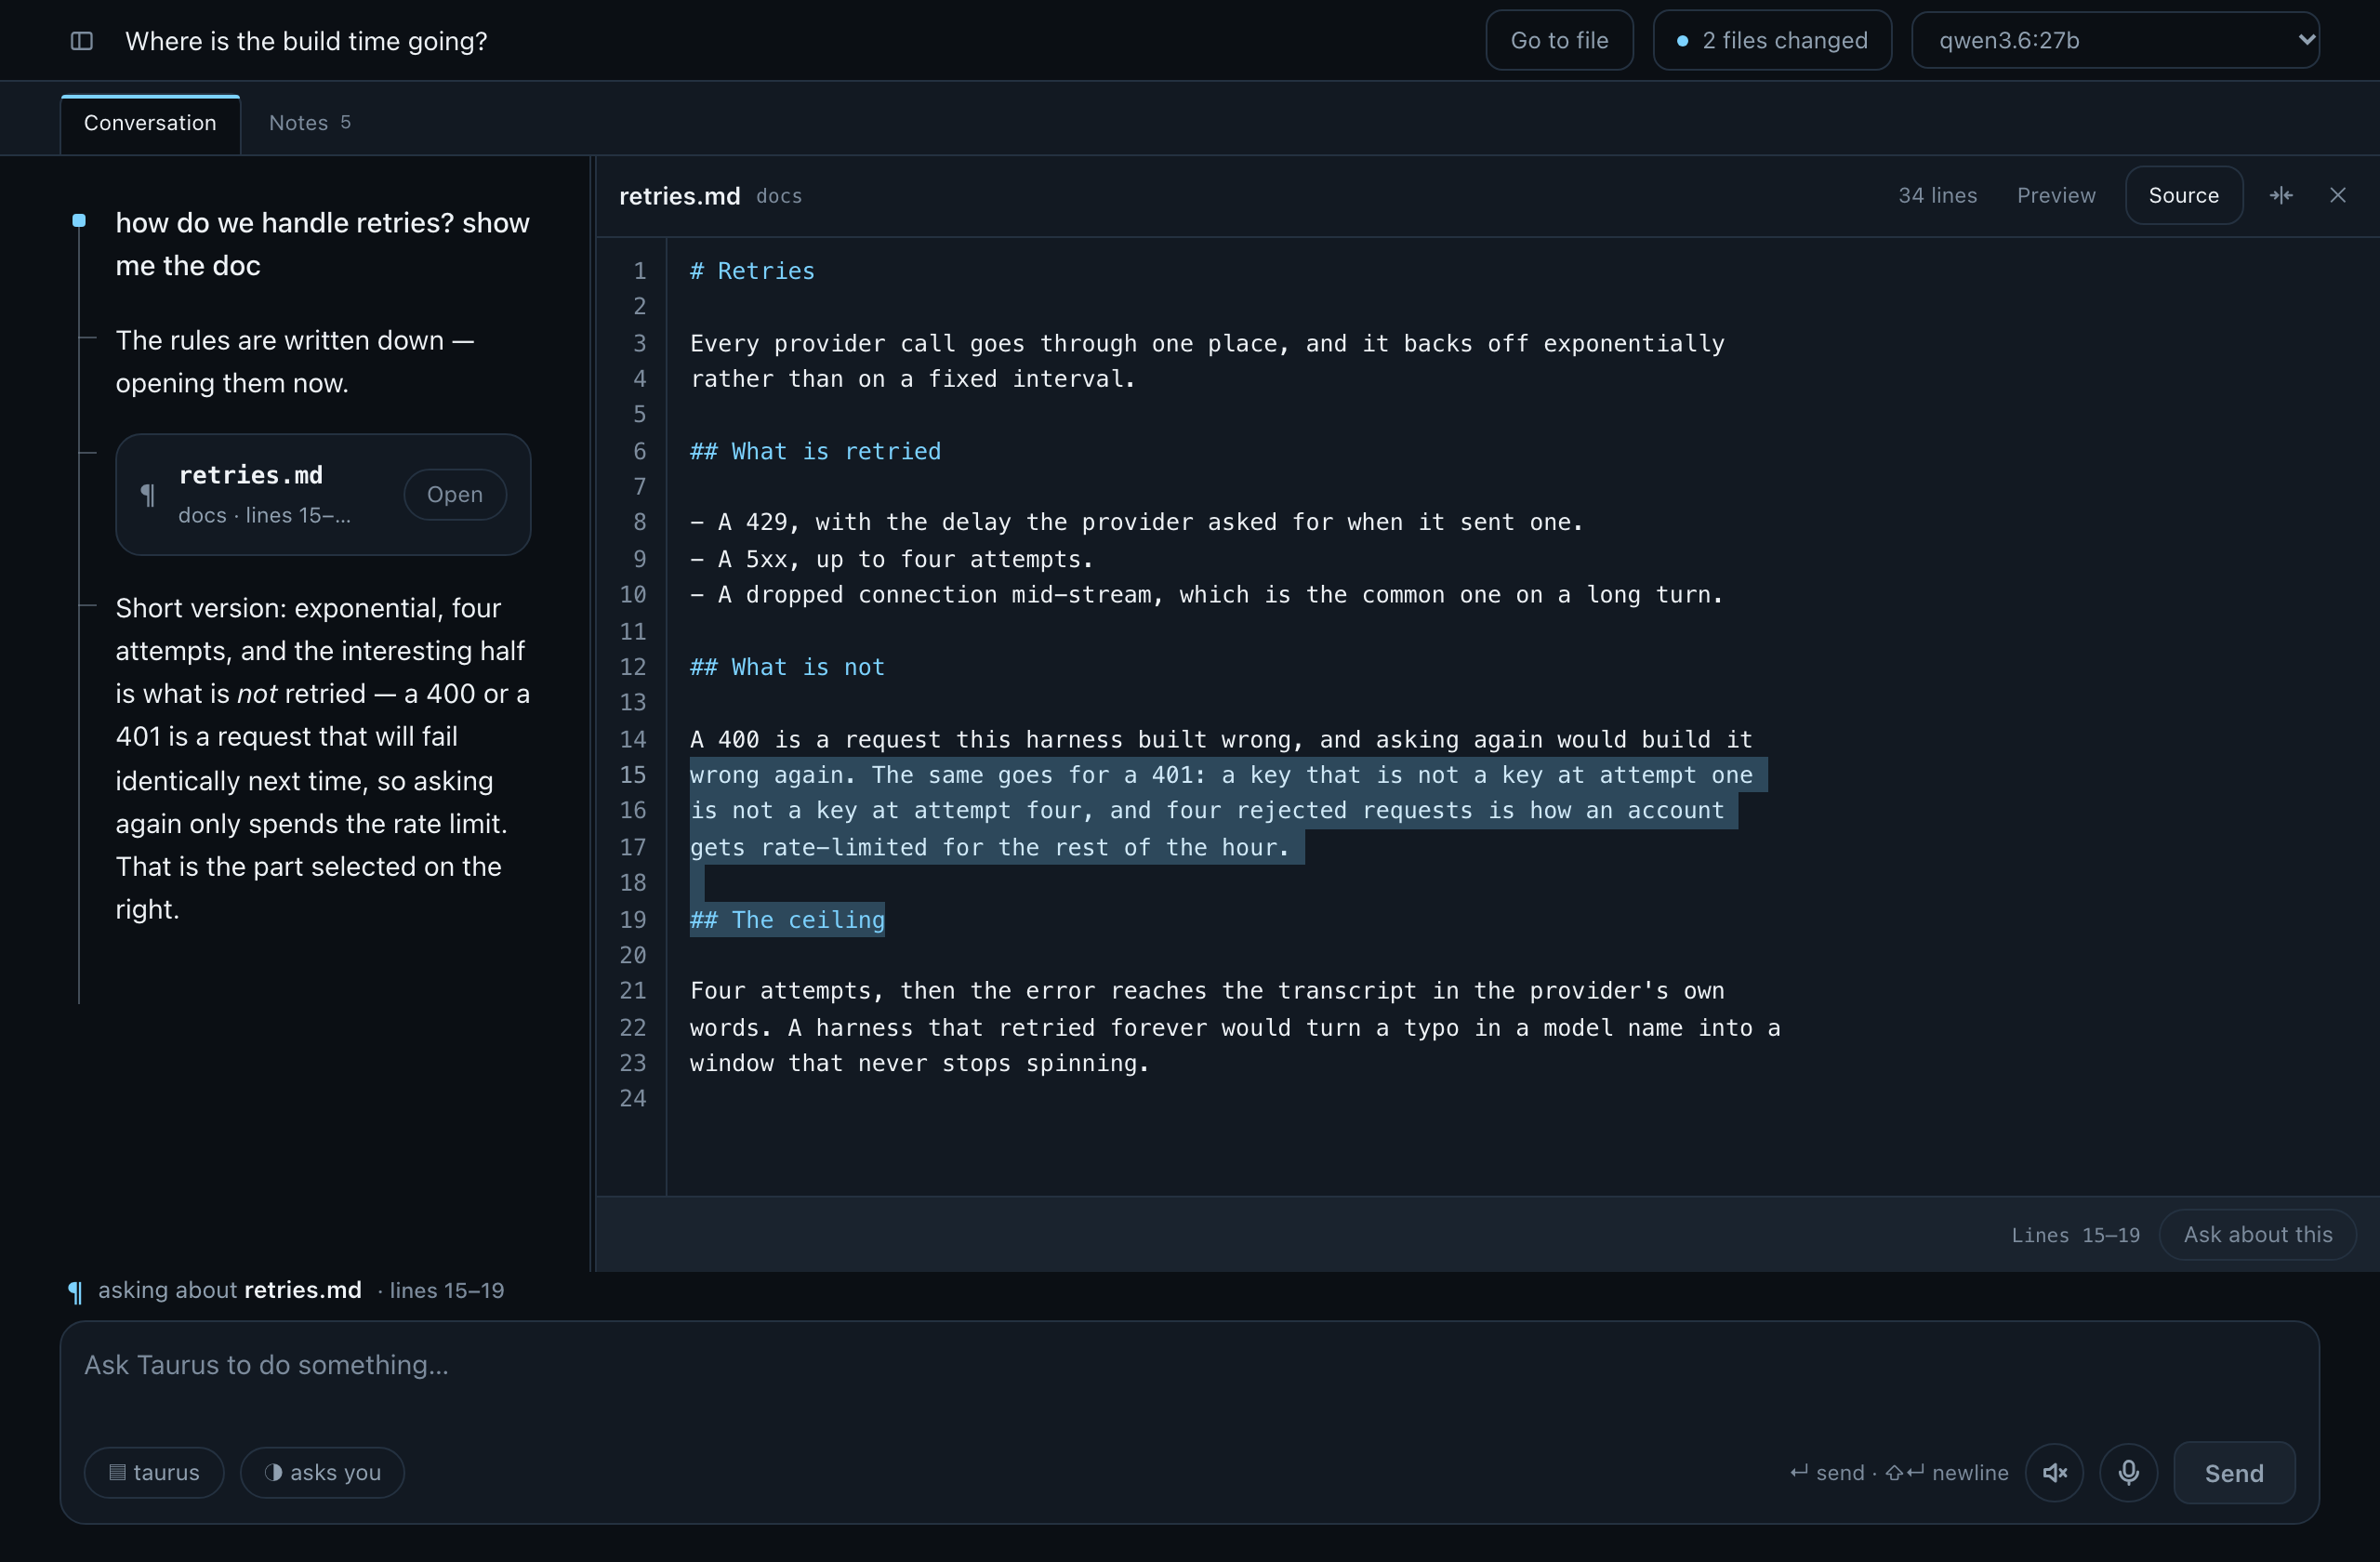 Where is the build time going?
Go to file
2 files changed
qwen3.6:27b
Conversation
Notes 5
how do we handle retries? show
me the doc
The rules are written down —
opening them now.
¶
retries.md
docs · lines 15–…
Open
Short version: exponential, four
attempts, and the interesting half
is what is not retried — a 400 or a
401 is a request that will fail
identically next time, so asking
again only spends the rate limit.
That is the part selected on the
right.
retries.md docs
34 lines
Preview
Source
1 # Retries
2
3 Every provider call goes through one place, and it backs off exponentially
4 rather than on a fixed interval.
5
6 ## What is retried
7
8 - A 429, with the delay the provider asked for when it sent one.
9 - A 5xx, up to four attempts.
10 - A dropped connection mid-stream, which is the common one on a long turn.
11
12 ## What is not
13
14 A 400 is a request this harness built wrong, and asking again would build it
15 wrong again. The same goes for a 401: a key that is not a key at attempt one
16 is not a key at attempt four, and four rejected requests is how an account
17 gets rate-limited for the rest of the hour.
18
19 ## The ceiling
20
21 Four attempts, then the error reaches the transcript in the provider's own
22 words. A harness that retried forever would turn a typo in a model name into a
23 window that never stops spinning.
24
Lines 15–19
Ask about this
¶ asking about retries.md · lines 15–19
Ask Taurus to do something…
taurus
asks you
↵ send · ⇧↵ newline
Send